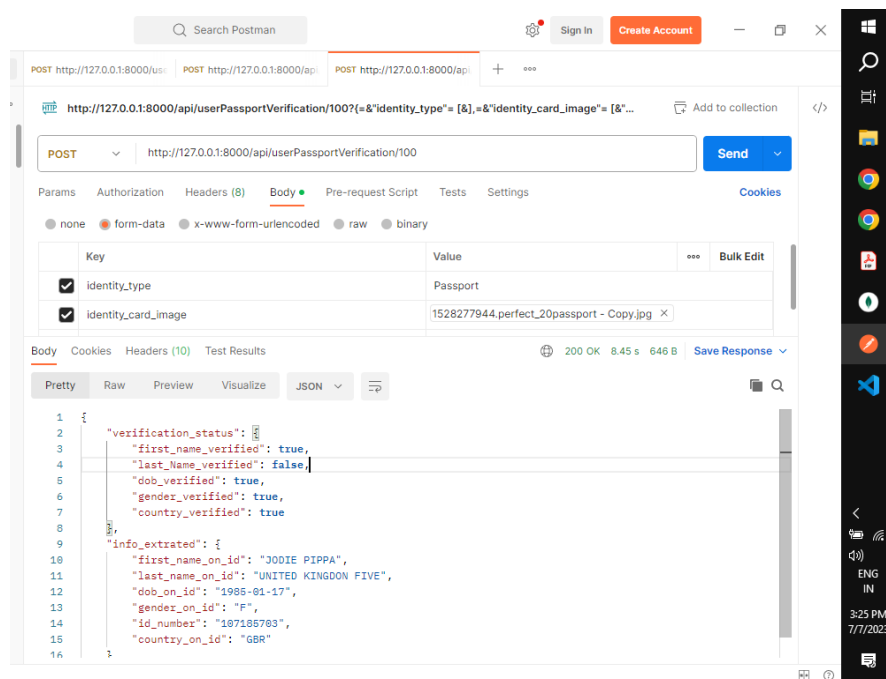 Search Postman
Sign In
Create Account
POST http://127.0.0.1:8000/use
POST http://127.0.0.1:8000/api
POST http://127.0.0.1:8000/api
HTTP http://127.0.0.1:8000/api/userPassportVerification/100?{=&"identity_type"= [&],=&"identity_card_image"= [&"...
Add to collection
POST http://127.0.0.1:8000/api/userPassportVerification/100
Send
Params Authorization Headers (8) Body Pre-request Script Tests Settings Cookies
none form-data x-www-form-urlencoded raw binary
Key Value Bulk Edit
identity_type Passport
identity_card_image 1528277944.perfect_20passport - Copy.jpg
Body Cookies Headers (10) Test Results 200 OK 8.45 s 646 B Save Response
Pretty Raw Preview Visualize JSON
1 {
2 "verification_status": {
3 "first_name_verified": true,
4 "last_Name_verified": false,
5 "dob_verified": true,
6 "gender_verified": true,
7 "country_verified": true
8 },
9 "info_extrated": {
10 "first_name_on_id": "JODIE PIPPA",
11 "last_name_on_id": "UNITED KINGDON FIVE",
12 "dob_on_id": "1985-01-17",
13 "gender_on_id": "F",
14 "id_number": "107185703",
15 "country_on_id": "GBR"
16 }
ENG
IN
3:25 PM
7/7/2023